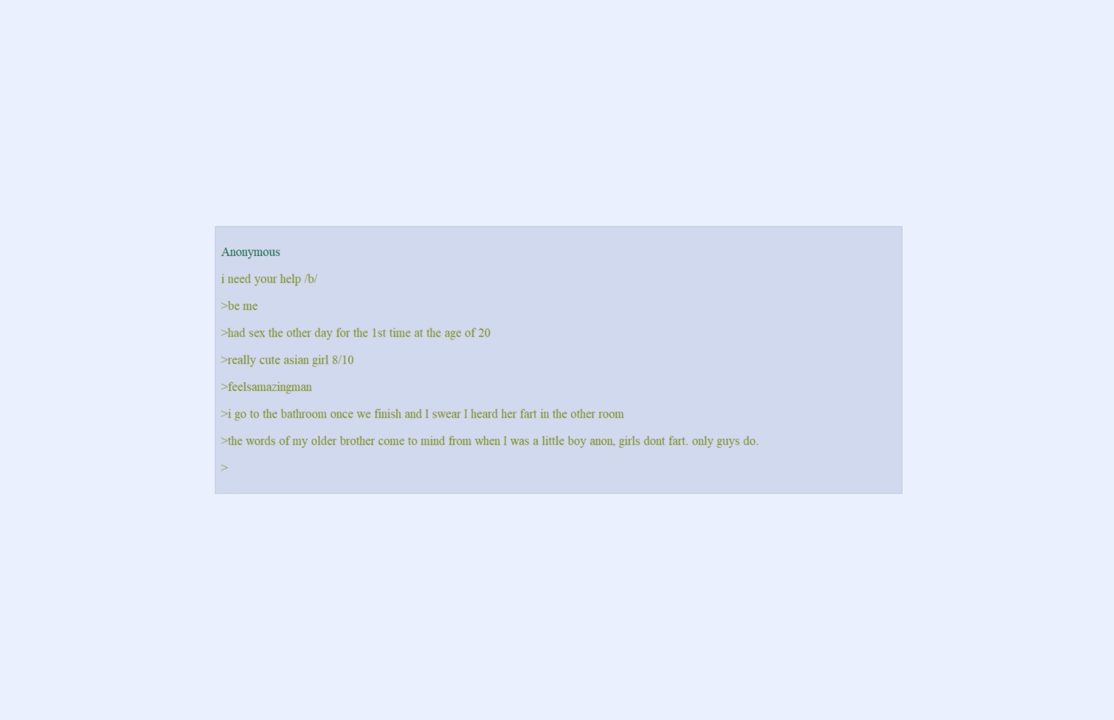 Anonymous
i need your help /b/
>be me
>had sex the other day for the 1st time at the age of 20
>really cute asian girl 8/10
>feelsamazingman
>i go to the bathroom once we finish and I swear I heard her fart in the other room
>the words of my older brother come to mind from when I was a little boy anon, girls dont fart. only guys do.
>